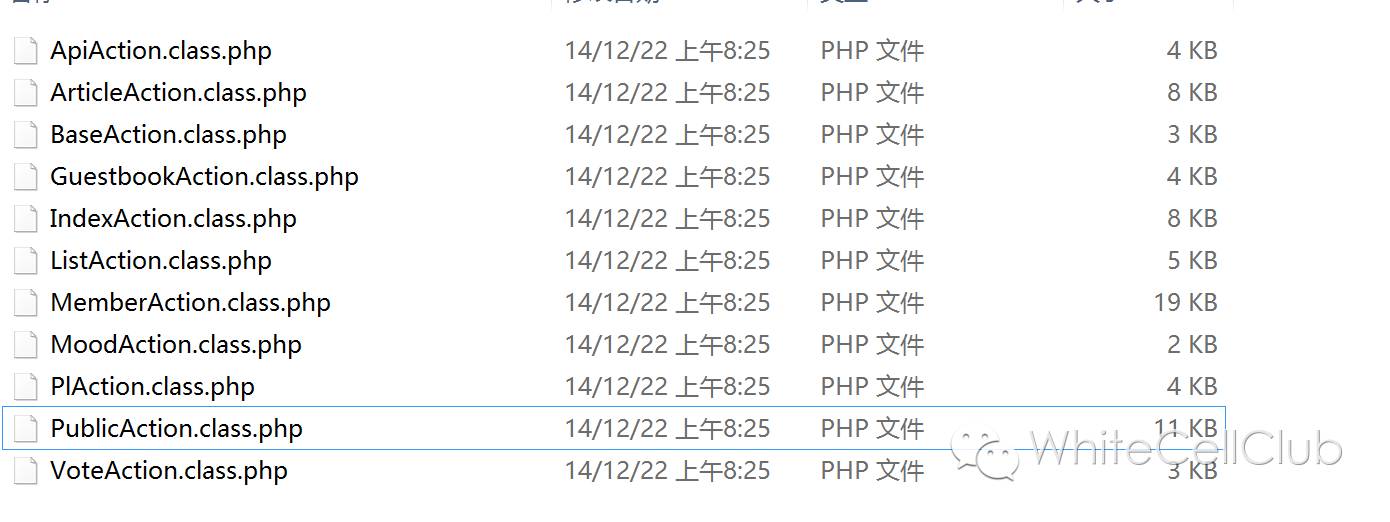 ApiAction.class.php 14/12/22 上午8:25 PHP 文件 4 KB
ArticleAction.class.php 14/12/22 上午8:25 PHP 文件 8 KB
BaseAction.class.php 14/12/22 上午8:25 PHP 文件 3 KB
GuestbookAction.class.php 14/12/22 上午8:25 PHP 文件 4 KB
IndexAction.class.php 14/12/22 上午8:25 PHP 文件 8 KB
ListAction.class.php 14/12/22 上午8:25 PHP 文件 5 KB
MemberAction.class.php 14/12/22 上午8:25 PHP 文件 19 KB
MoodAction.class.php 14/12/22 上午8:25 PHP 文件 2 KB
PlAction.class.php 14/12/22 上午8:25 PHP 文件 4 KB
PublicAction.class.php 14/12/22 上午8:25 PHP 文件 11 KB
WhiteCellClub
VoteAction.class.php 14/12/22 上午8:25 PHP 文件 3 KB